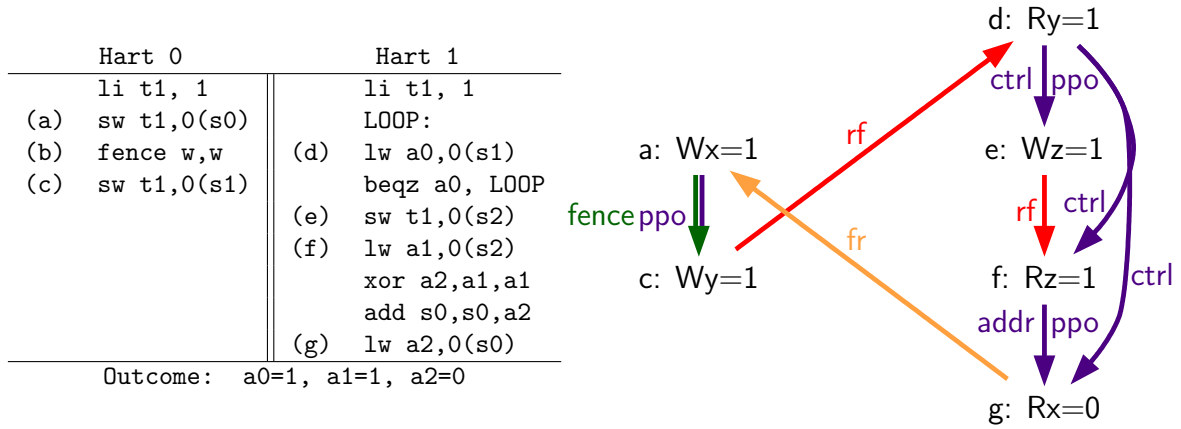 Hart 0 Hart 1
li t1, 1 li t1, 1
(a) sw t1,0(s0) LOOP:
(b) fence w,w (d) lw a0,0(s1)
(c) sw t1,0(s1) beqz a0, LOOP
(e) sw t1,0(s2)
(f) lw a1,0(s2)
xor a2,a1,a1
add s0,s0,a2
(g) lw a2,0(s0)
Outcome: a0=1, a1=1, a2=0
d: Ry=1
ctrl ppo
rf
a: Wx=1 e: Wz=1
fence ppo
rf ctrl
fr
c: Wy=1 f: Rz=1
ctrl
addr ppo
g: Rx=0